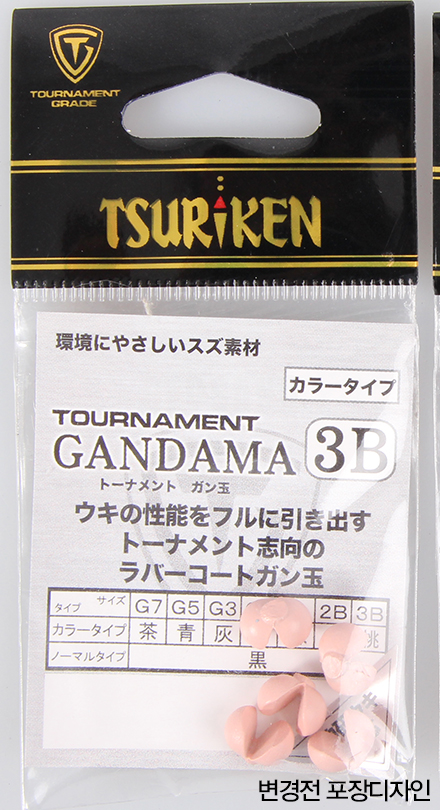 TG
TOURNAMENT
GRADE
TSURIKEN
環境にやさしいスズ素材
カラータイプ
TOURNAMENT
GANDAMA 3B
トーナメント ガン玉
ウキの性能をフルに引き出す
トーナメント志向の
ラバーコートガン玉
タイプ サイズ G7 G5 G3 2B 3B
カラータイプ 茶 青 灰 桃
ノーマルタイプ 黒
변경전 포장디자인